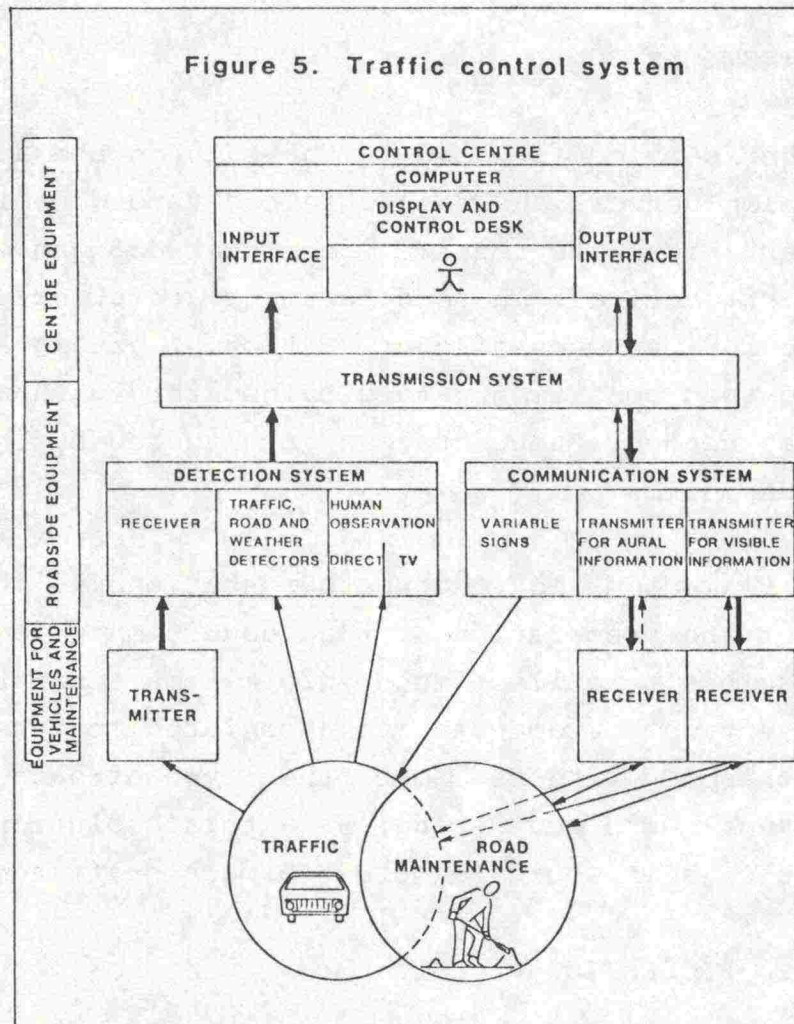 Figure 5. Traffic control system
CENTRE EQUIPMENT
ROADSIDE EQUIPMENT
EQUIPMENT FOR
VEHICLES AND
MAINTENANCE
CONTROL CENTRE
COMPUTER
INPUT
INTERFACE
DISPLAY AND
CONTROL DESK
OUTPUT
INTERFACE
TRANSMISSION SYSTEM
DETECTION SYSTEM
RECEIVER
TRAFFIC,
ROAD AND
WEATHER
DETECTORS
HUMAN
OBSERVATION
DIRECT TV
COMMUNICATION SYSTEM
VARIABLE
SIGNS
TRANSMITTER
FOR AURAL
INFORMATION
TRANSMITTER
FOR VISIBLE
INFORMATION
TRANS-
MITTER
RECEIVER
RECEIVER
TRAFFIC
ROAD
MAINTENANCE